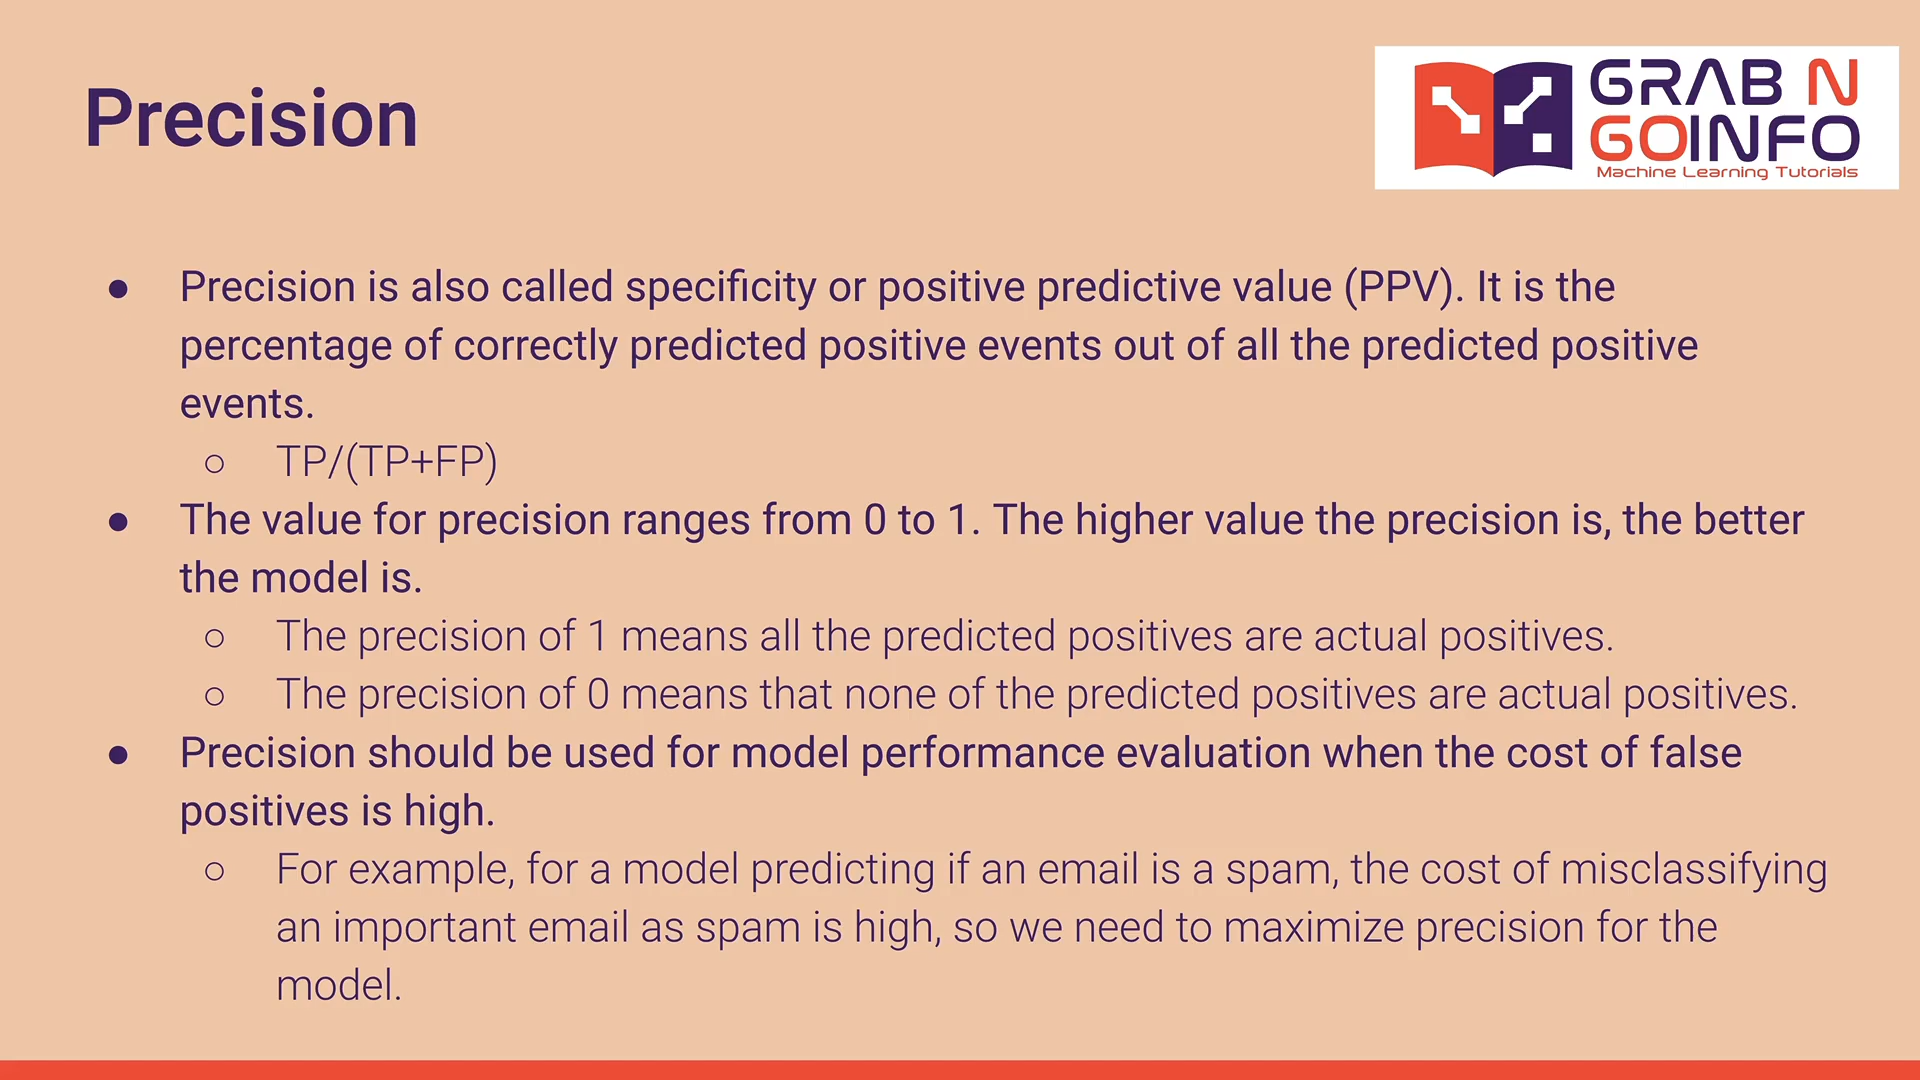 Precision
GRAB N
GOINFO
Machine Learning Tutorials
● Precision is also called specificity or positive predictive value (PPV). It is the
percentage of correctly predicted positive events out of all the predicted positive
events.
○ TP/(TP+FP)
● The value for precision ranges from 0 to 1. The higher value the precision is, the better
the model is.
○ The precision of 1 means all the predicted positives are actual positives.
○ The precision of 0 means that none of the predicted positives are actual positives.
● Precision should be used for model performance evaluation when the cost of false
positives is high.
○ For example, for a model predicting if an email is a spam, the cost of misclassifying
an important email as spam is high, so we need to maximize precision for the
model.